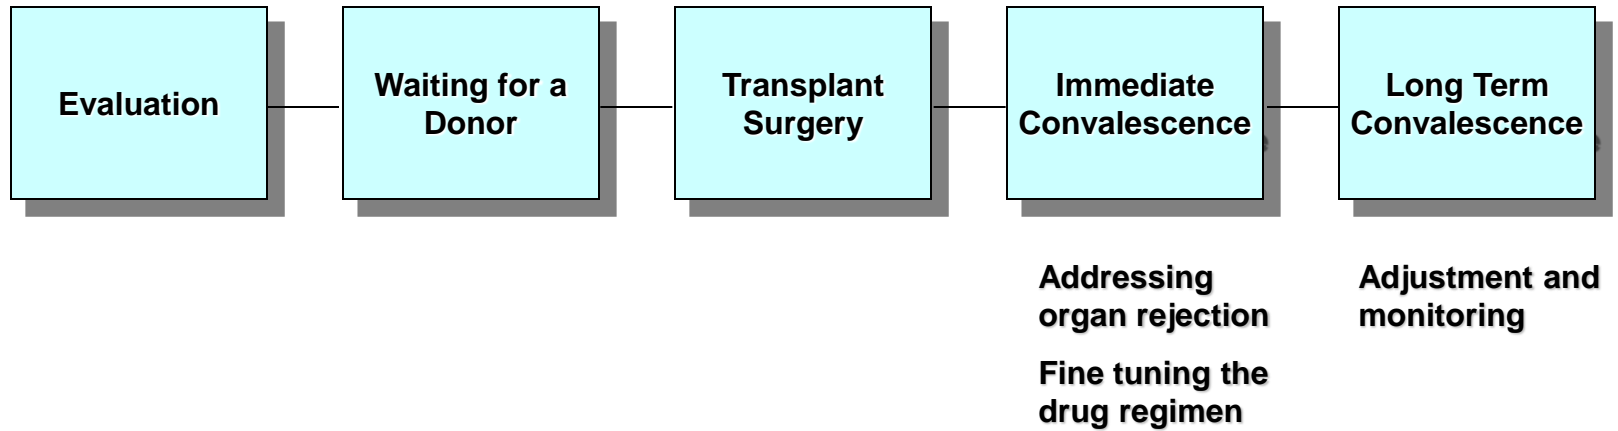 Evaluation
Waiting for a
Donor
Transplant
Surgery
Immediate
Convalescence
Long Term
Convalescence
Addressing
organ rejection
Fine tuning the
drug regimen
Adjustment and
monitoring